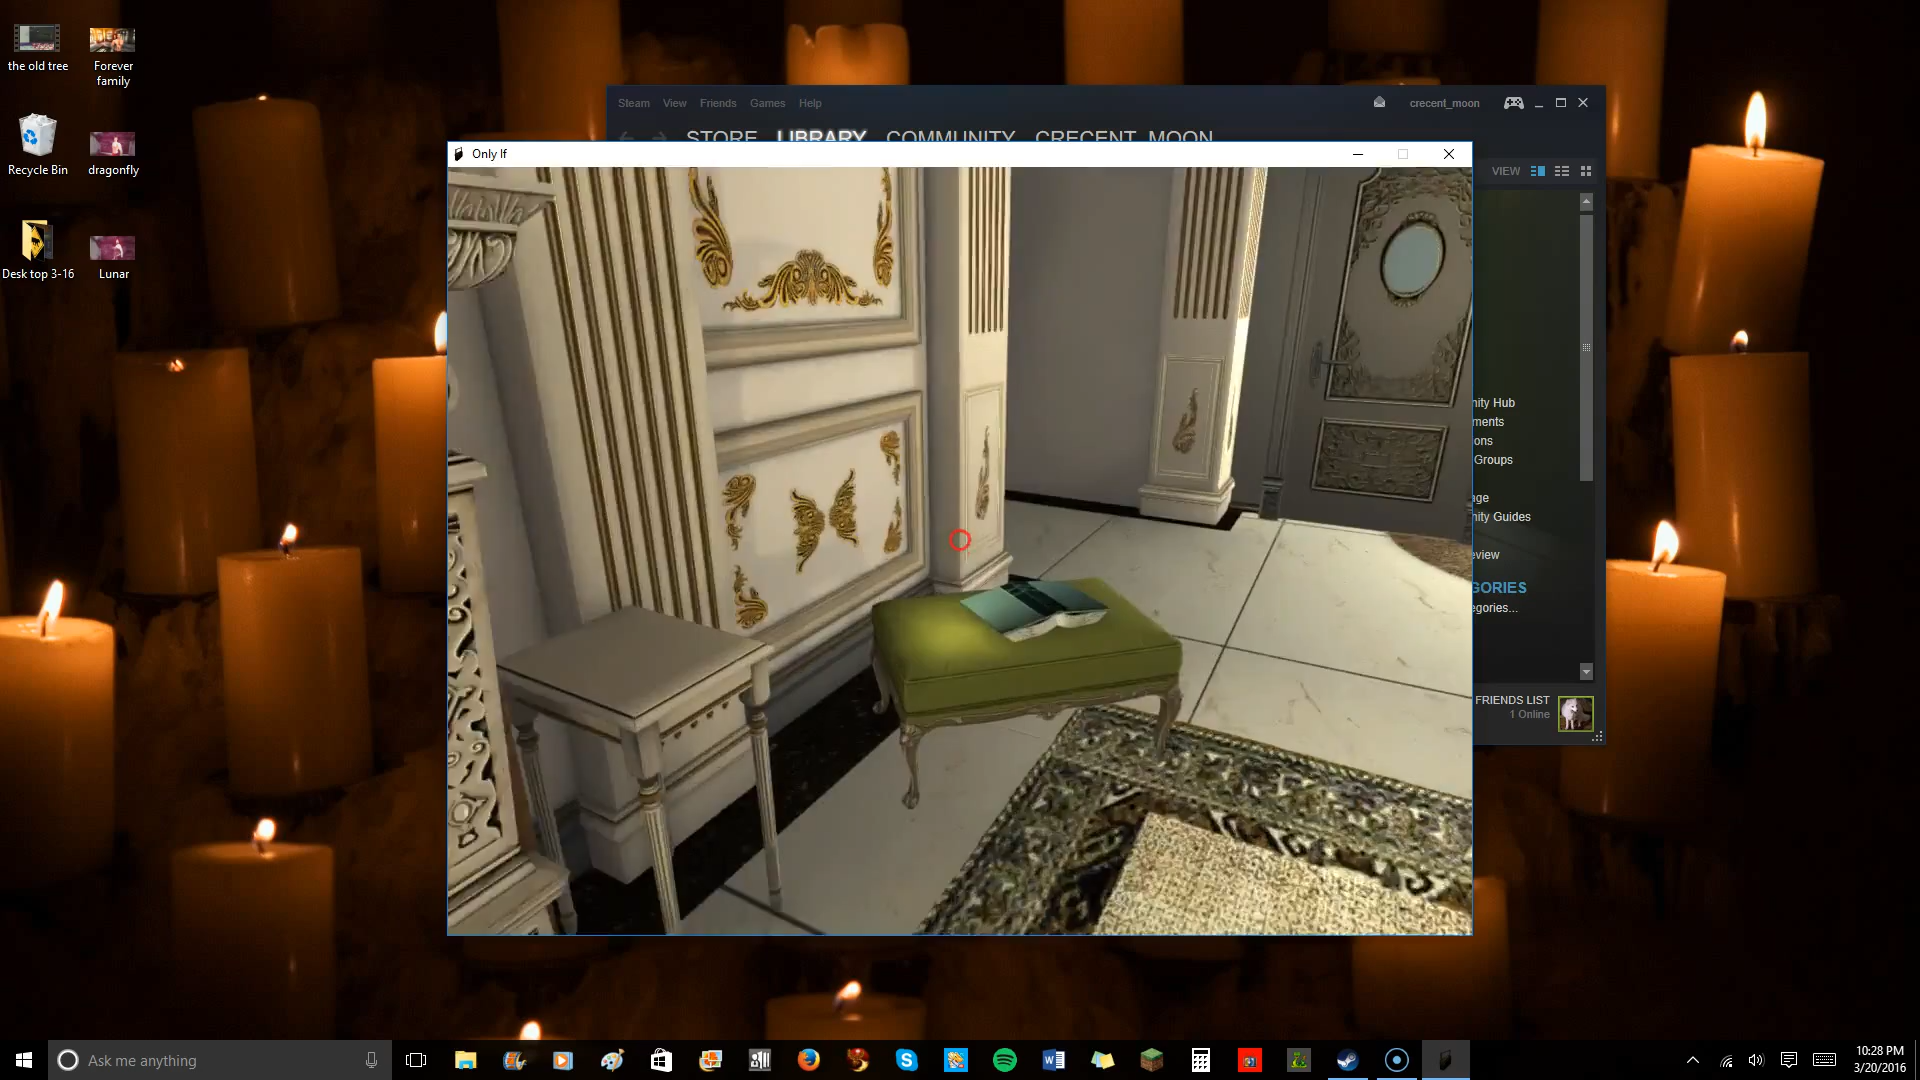 the old tree
Forever
family
Recycle Bin
dragonfly
Desk top 3-16
Lunar
Steam View Friends Games Help
crecent_moon
STORE LIBRARY COMMUNITY CRECENT_MOON
Only If
VIEW
nity Hub
ments
ons
Groups
age
nity Guides
eview
GORIES
egories...
FRIENDS LIST
1 Online
Ask me anything
10:28 PM
3/20/2016